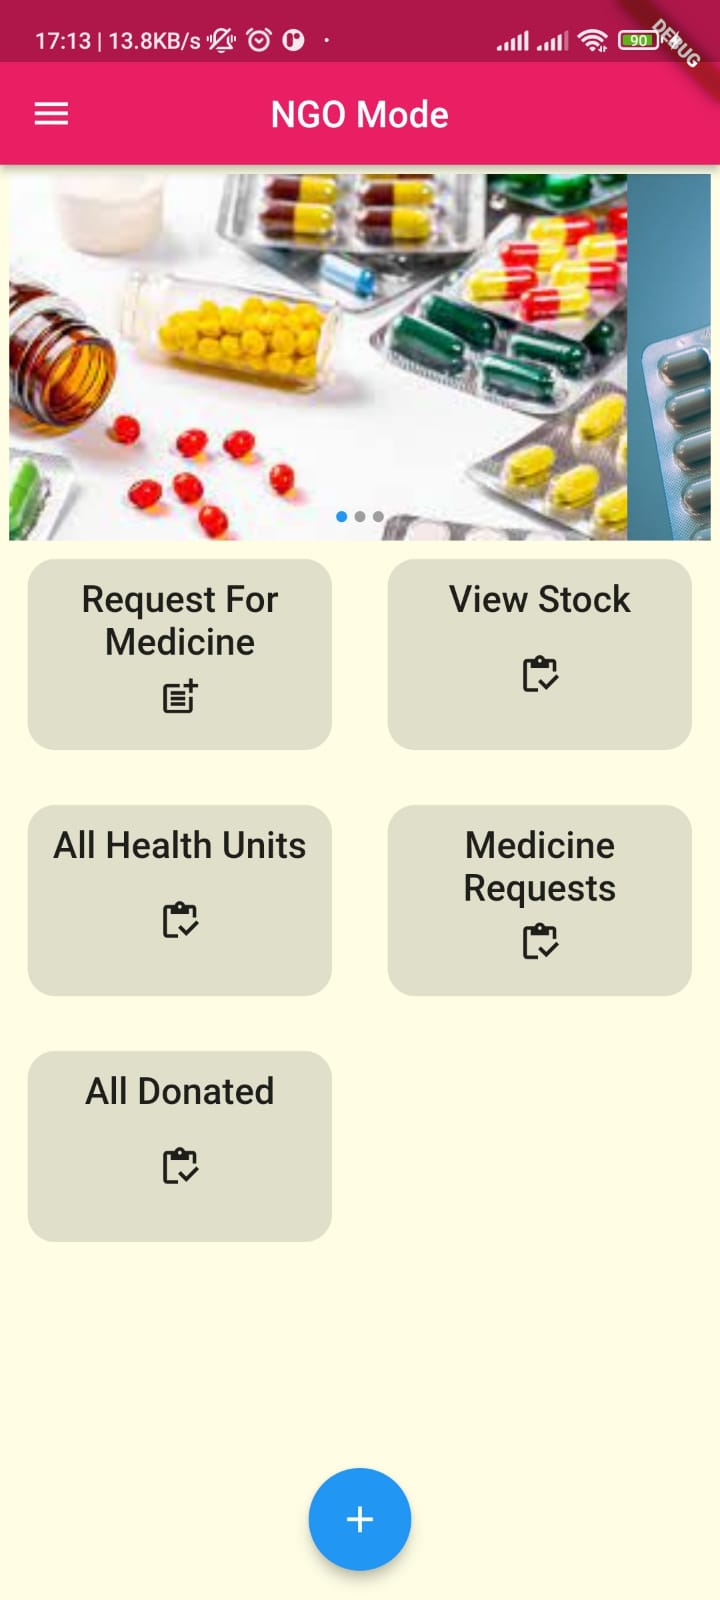 17:13 | 13.8KB/s
90
DEBUG
NGO Mode
Request For
Medicine
View Stock
All Health Units
Medicine
Requests
All Donated